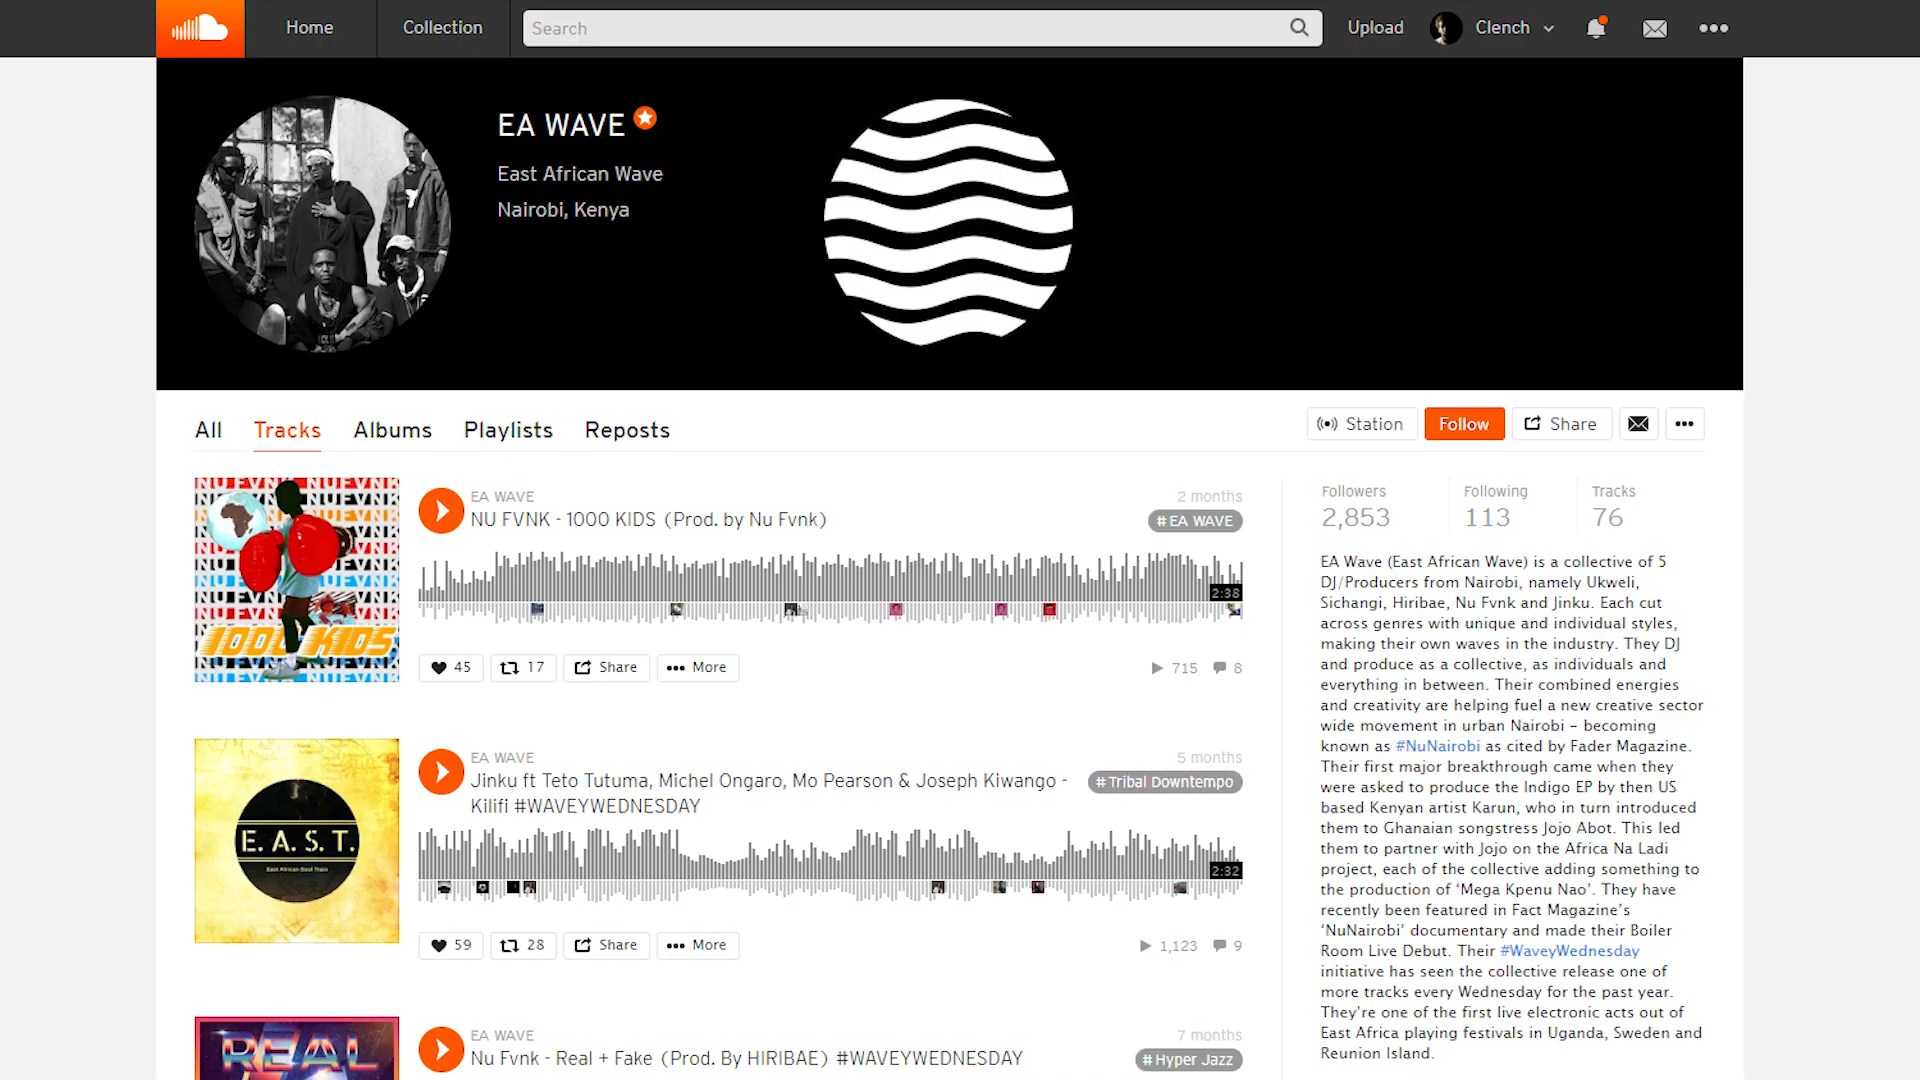 Home
Collection
Search
Upload
Clench
EA WAVE
East African Wave
Nairobi, Kenya
All
Tracks
Albums
Playlists
Reposts
Station
Follow
Share
NU FVNK NU FVNK
1000 KIDS
EA WAVE
2 months
NU FVNK - 1000 KIDS (Prod. by Nu Fvnk)
# EA WAVE
2:38
45
17
Share
More
715
8
E. A. S. T.
East African Soul Train
EA WAVE
5 months
Jinku ft Teto Tutuma, Michel Ongaro, Mo Pearson & Joseph Kiwango -
Kilifi #WAVEYWEDNESDAY
# Tribal Downtempo
2:32
59
28
Share
More
1,123
9
REAL
EA WAVE
7 months
Nu Fvnk - Real + Fake (Prod. By HIRIBAE) #WAVEYWEDNESDAY
# Hyper Jazz
Followers
2,853
Following
113
Tracks
76
EA Wave (East African Wave) is a collective of 5
DJ/Producers from Nairobi, namely Ukweli,
Sichangi, Hiribae, Nu Fvnk and Jinku. Each cut
across genres with unique and individual styles,
making their own waves in the industry. They DJ
and produce as a collective, as individuals and
everything in between. Their combined energies
and creativity are helping fuel a new creative sector
wide movement in urban Nairobi – becoming
known as #NuNairobi as cited by Fader Magazine.
Their first major breakthrough came when they
were asked to produce the Indigo EP by then US
based Kenyan artist Karun, who in turn introduced
them to Ghanaian songstress Jojo Abot. This led
them to partner with Jojo on the Africa Na Ladi
project, each of the collective adding something to
the production of ‘Mega Kpenu Nao’. They have
recently been featured in Fact Magazine’s
‘NuNairobi’ documentary and made their Boiler
Room Live Debut. Their #WaveyWednesday
initiative has seen the collective release one of
more tracks every Wednesday for the past year.
They’re one of the first live electronic acts out of
East Africa playing festivals in Uganda, Sweden and
Reunion Island.